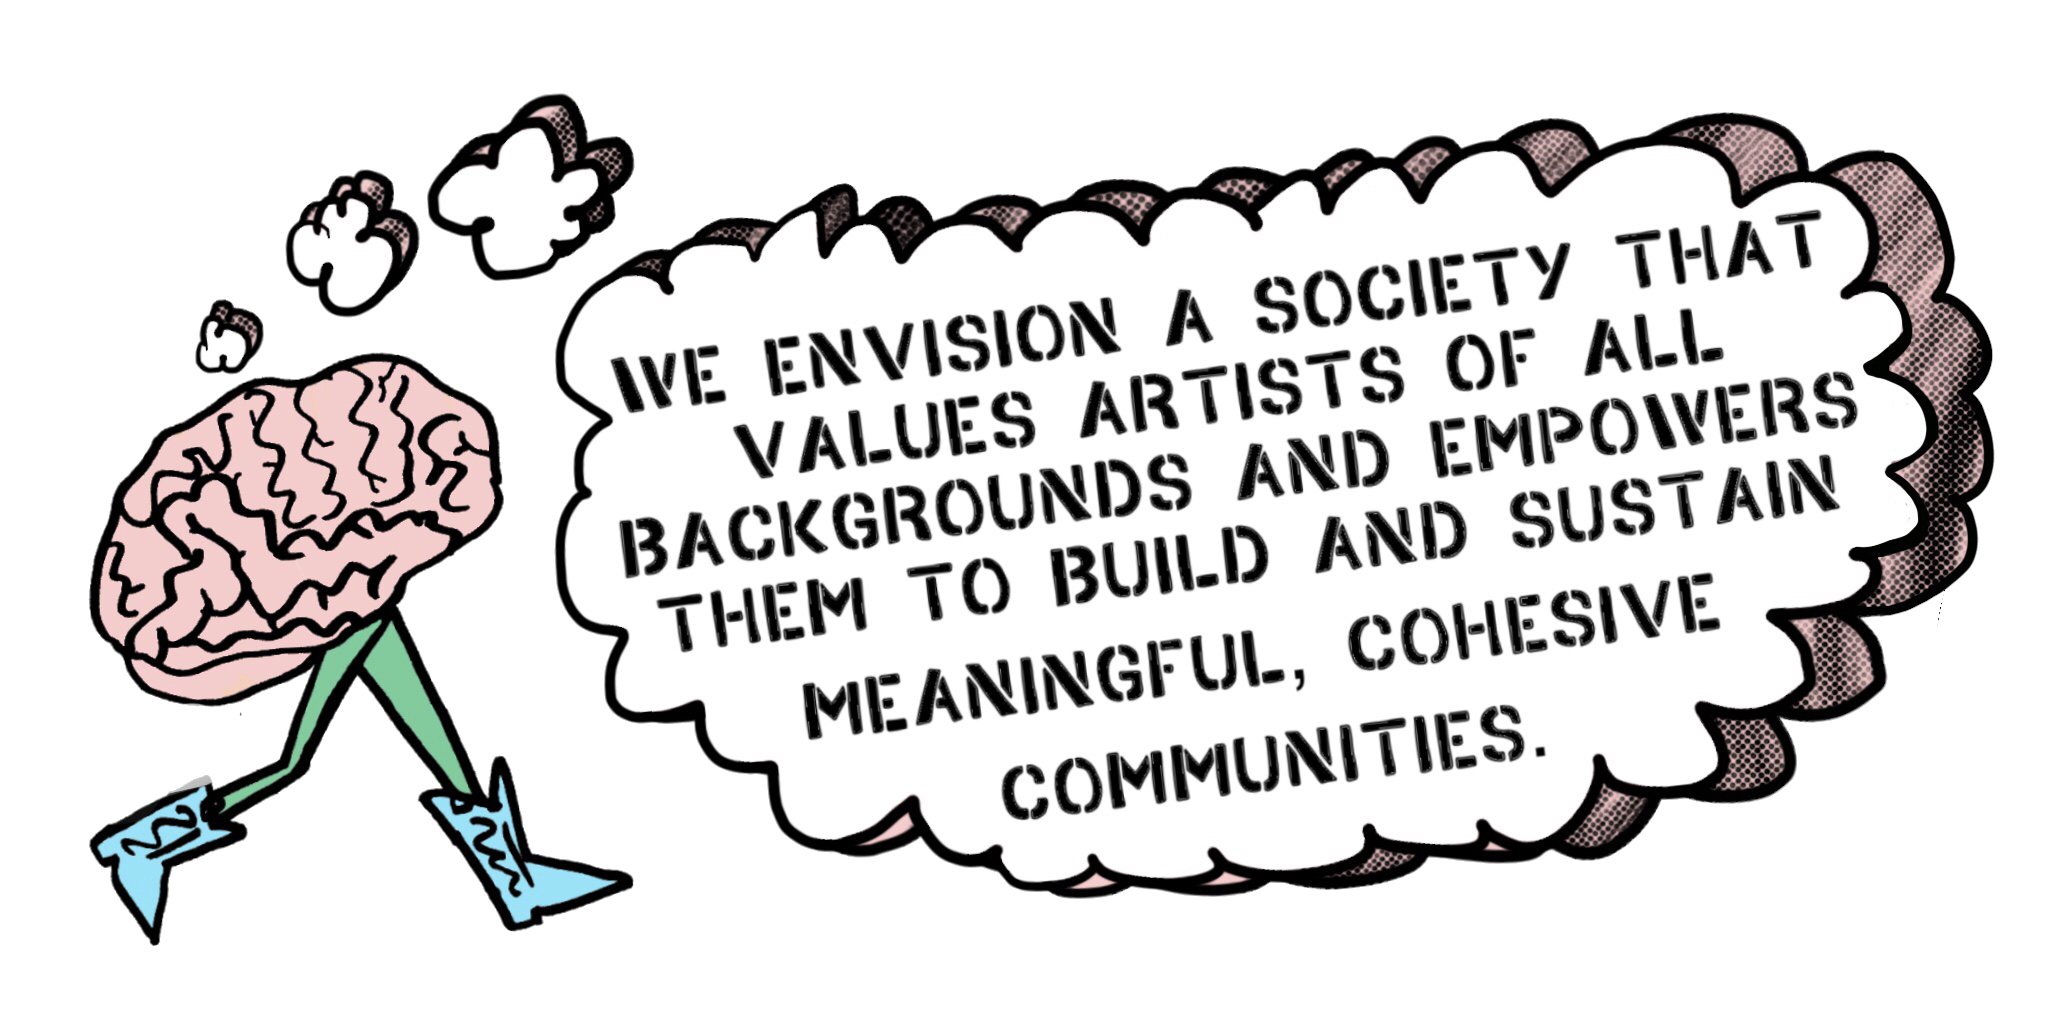 WE ENVISION A SOCIETY THAT
VALUES ARTISTS OF ALL
BACKGROUNDS AND EMPOWERS
THEM TO BUILD AND SUSTAIN
MEANINGFUL, COHESIVE
COMMUNITIES.